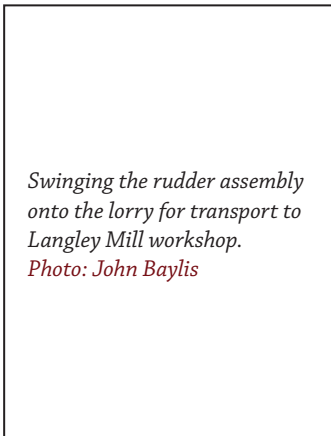 Swinging the rudder assembly
onto the lorry for transport to
Langley Mill workshop.
Photo: John Baylis